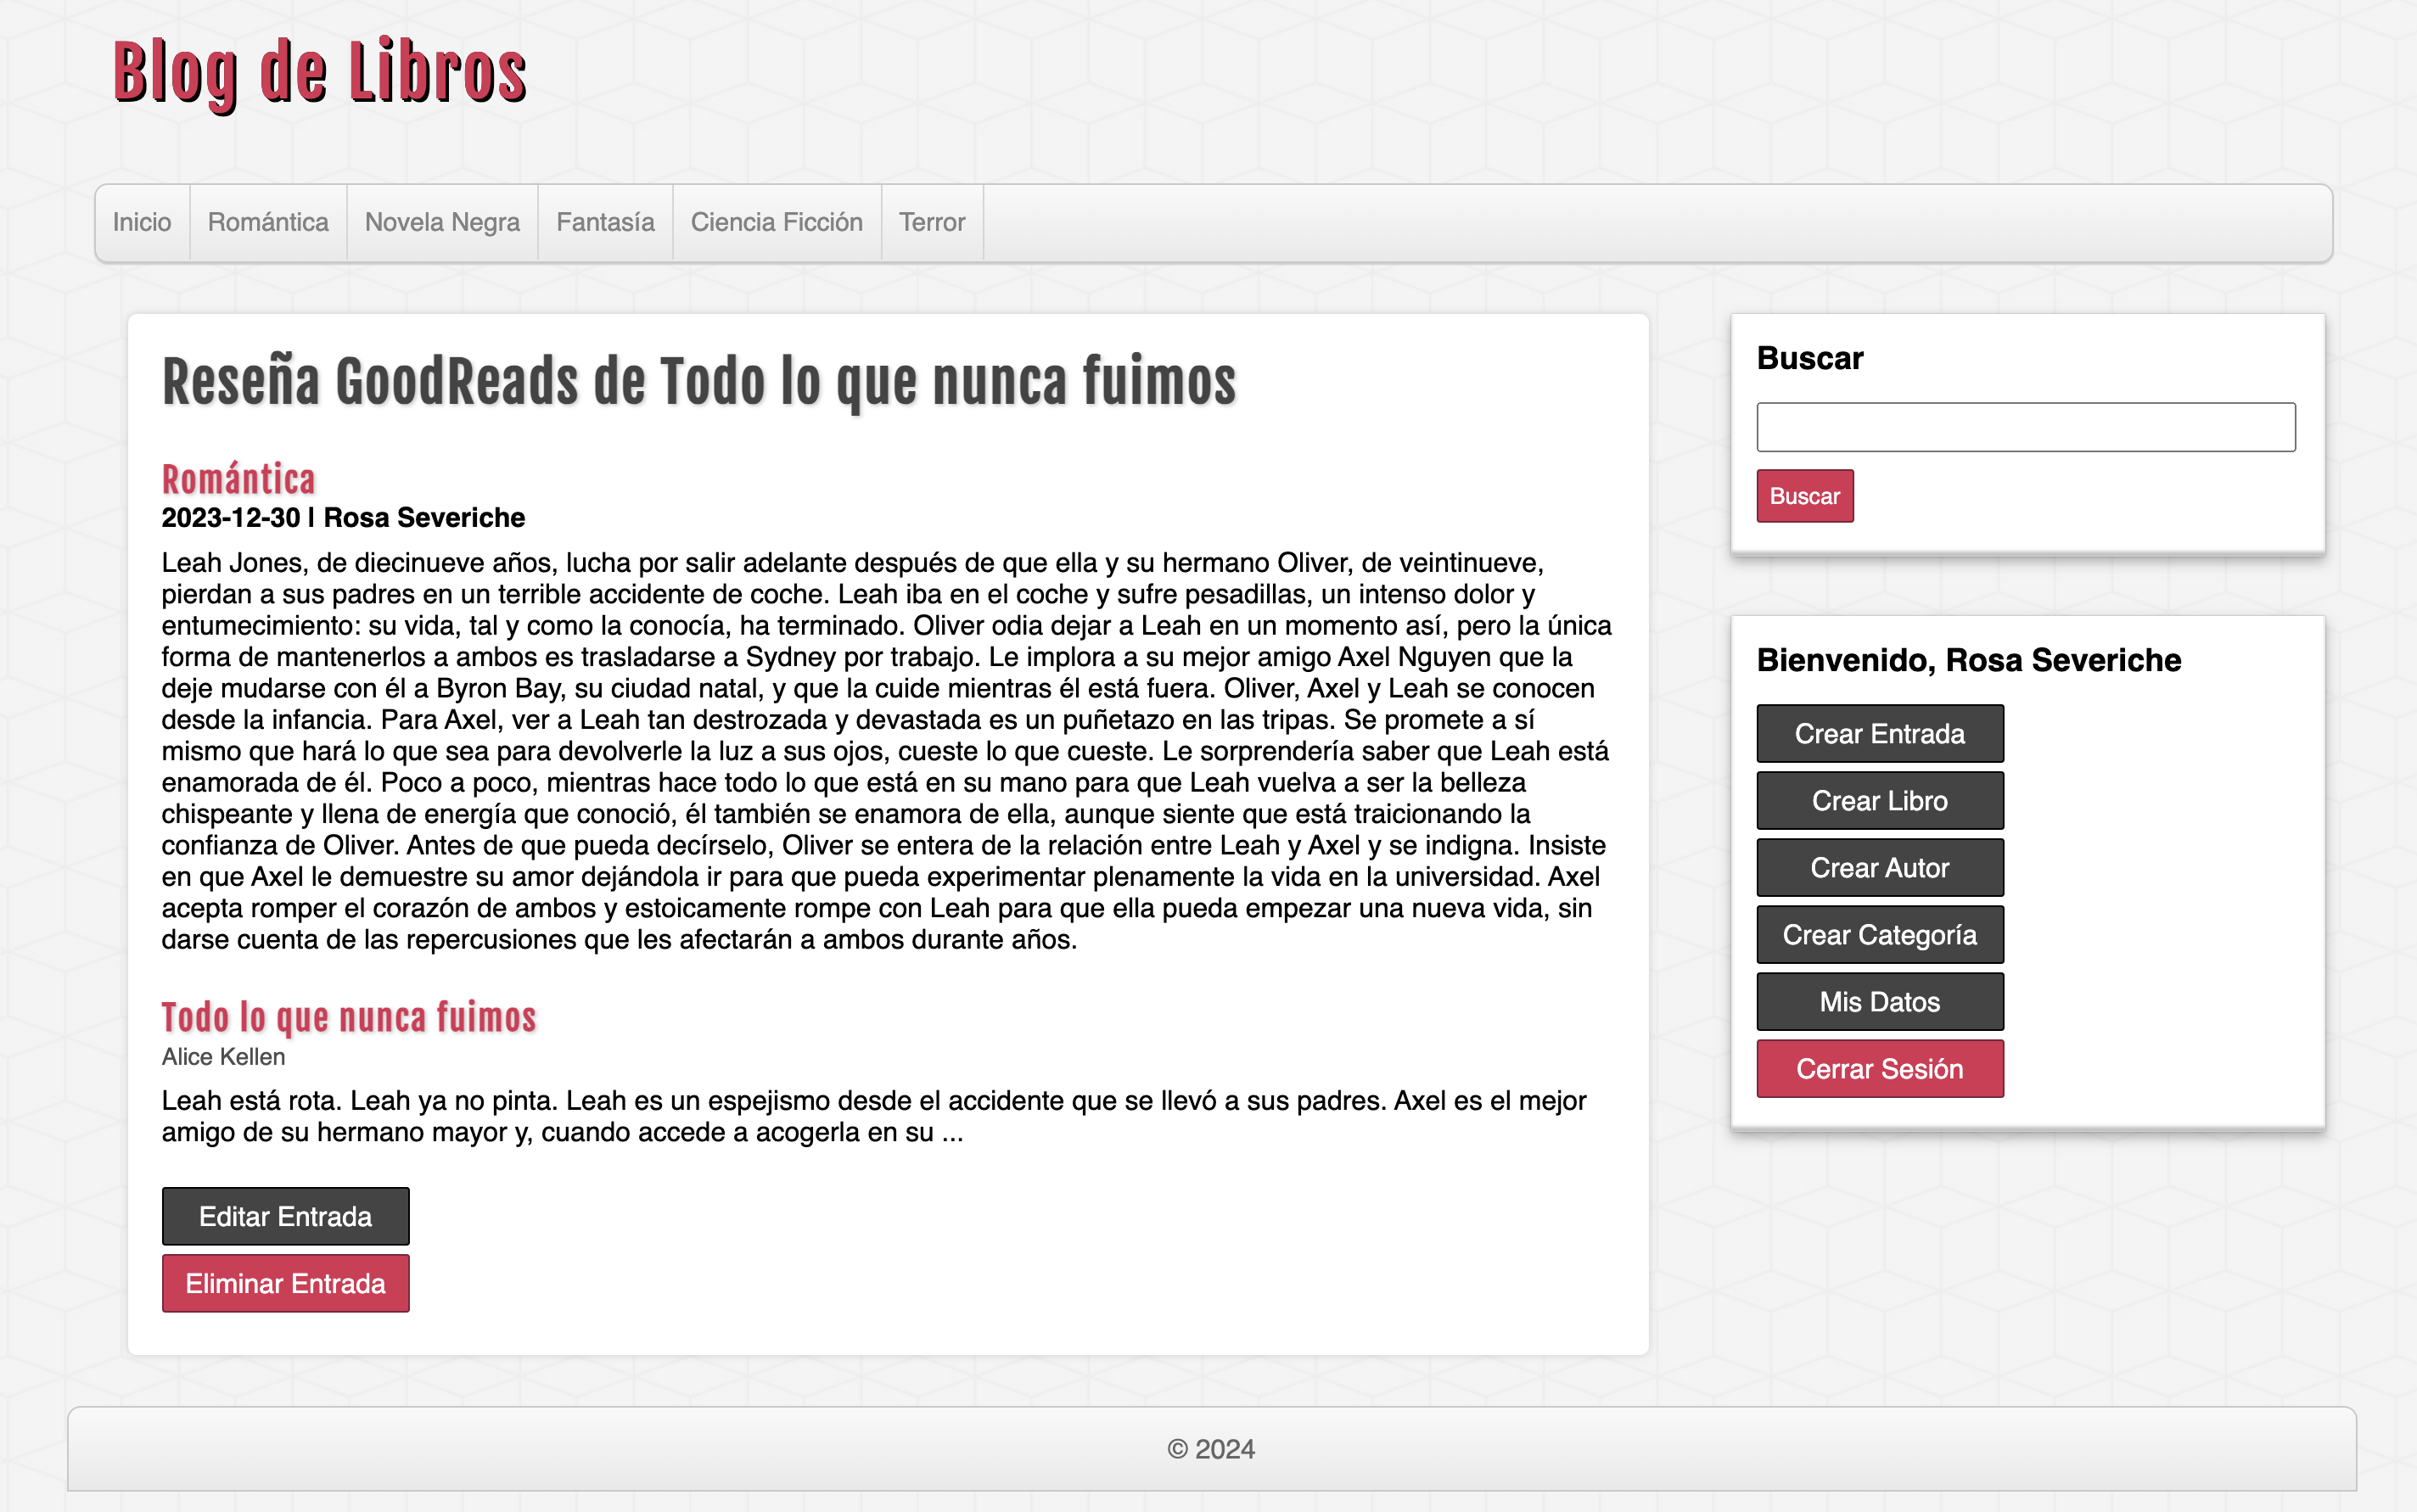 Blog de Libros
Inicio
Romántica
Novela Negra
Fantasía
Ciencia Ficción
Terror
Reseña GoodReads de Todo lo que nunca fuimos
Romántica
2023-12-30 | Rosa Severiche
Leah Jones, de diecinueve años, lucha por salir adelante después de que ella y su hermano Oliver, de veintinueve,
pierdan a sus padres en un terrible accidente de coche. Leah iba en el coche y sufre pesadillas, un intenso dolor y
entumecimiento: su vida, tal y como la conocía, ha terminado. Oliver odia dejar a Leah en un momento así, pero la única
forma de mantenerlos a ambos es trasladarse a Sydney por trabajo. Le implora a su mejor amigo Axel Nguyen que la
deje mudarse con él a Byron Bay, su ciudad natal, y que la cuide mientras él está fuera. Oliver, Axel y Leah se conocen
desde la infancia. Para Axel, ver a Leah tan destrozada y devastada es un puñetazo en las tripas. Se promete a sí
mismo que hará lo que sea para devolverle la luz a sus ojos, cueste lo que cueste. Le sorprendería saber que Leah está
enamorada de él. Poco a poco, mientras hace todo lo que está en su mano para que Leah vuelva a ser la belleza
chispeante y llena de energía que conoció, él también se enamora de ella, aunque siente que está traicionando la
confianza de Oliver. Antes de que pueda decírselo, Oliver se entera de la relación entre Leah y Axel y se indigna. Insiste
en que Axel le demuestre su amor dejándola ir para que pueda experimentar plenamente la vida en la universidad. Axel
acepta romper el corazón de ambos y estoicamente rompe con Leah para que ella pueda empezar una nueva vida, sin
darse cuenta de las repercusiones que les afectarán a ambos durante años.
Todo lo que nunca fuimos
Alice Kellen
Leah está rota. Leah ya no pinta. Leah es un espejismo desde el accidente que se llevó a sus padres. Axel es el mejor
amigo de su hermano mayor y, cuando accede a acogerla en su ...
Editar Entrada
Eliminar Entrada
Buscar
Buscar
Bienvenido, Rosa Severiche
Crear Entrada
Crear Libro
Crear Autor
Crear Categoría
Mis Datos
Cerrar Sesión
© 2024